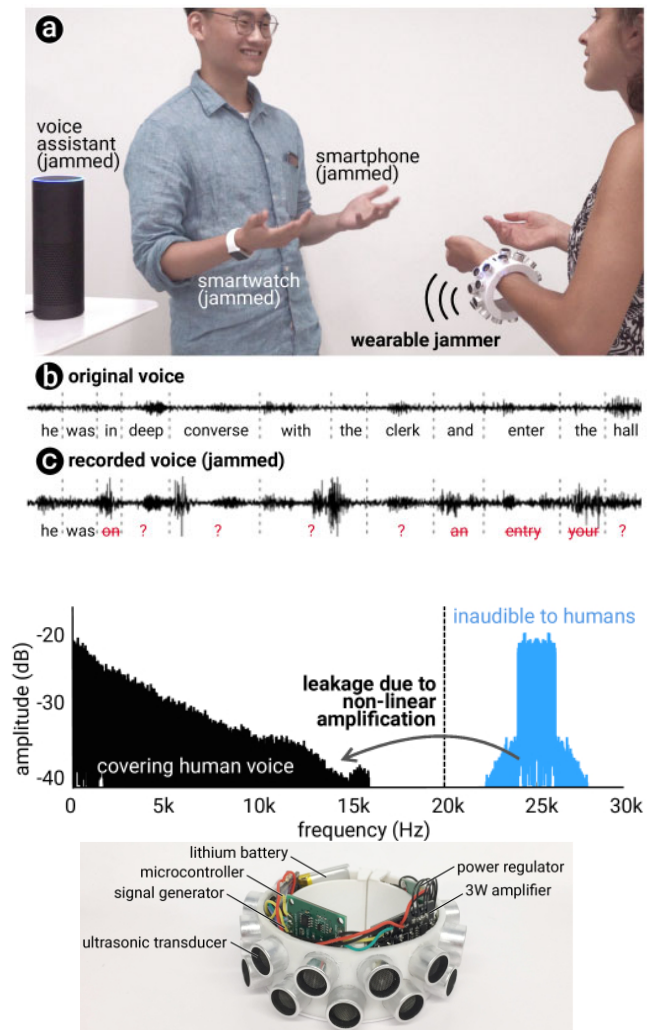 a
voice
assistant
(jammed)
smartphone
(jammed)
smartwatch
(jammed)
wearable jammer
b original voice
he was in deep converse with the clerk and enter the hall
c recorded voice (jammed)
he was on ? ? ? ? an entry your ?
inaudible to humans
amplitude (dB)
-20
-30
-40
leakage due to
non-linear
amplification
covering human voice
0 5k 10k 15k 20k 25k 30k
frequency (Hz)
lithium battery
microcontroller
signal generator
ultrasonic transducer
power regulator
3W amplifier